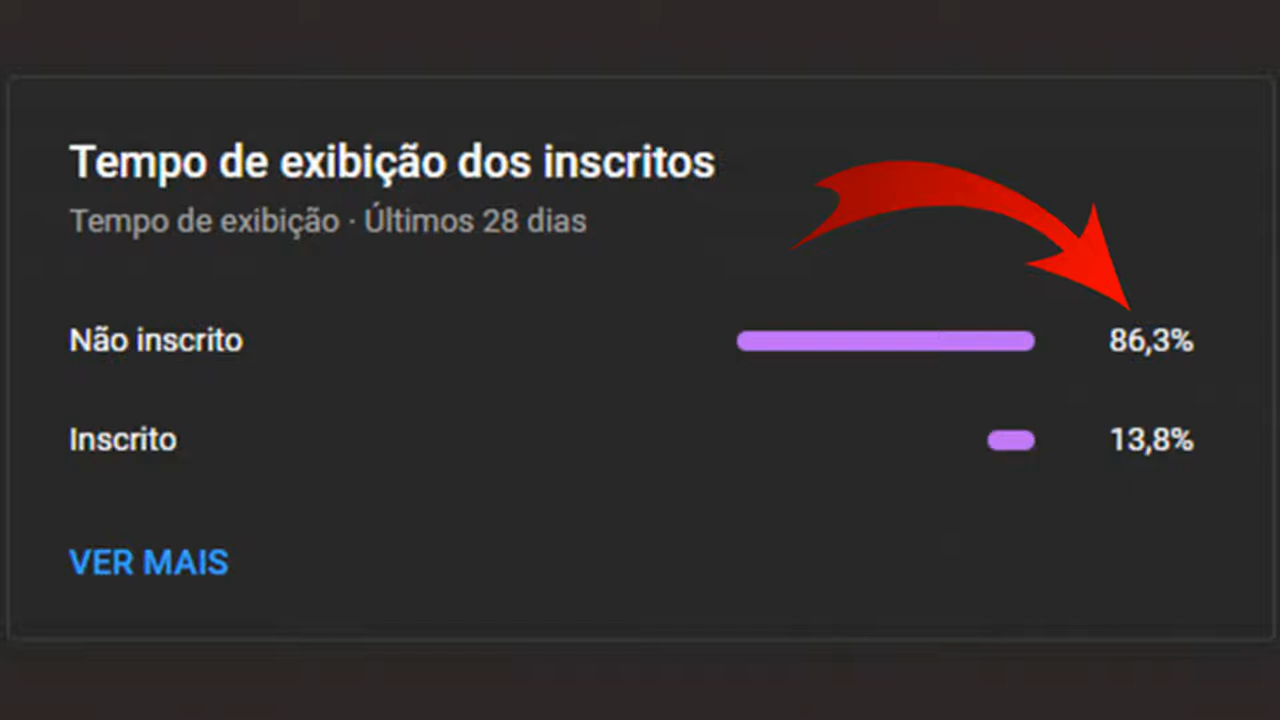 Tempo de exibição dos inscritos
Tempo de exibição · Últimos 28 dias
Não inscrito 86,3%
Inscrito 13,8%
VER MAIS